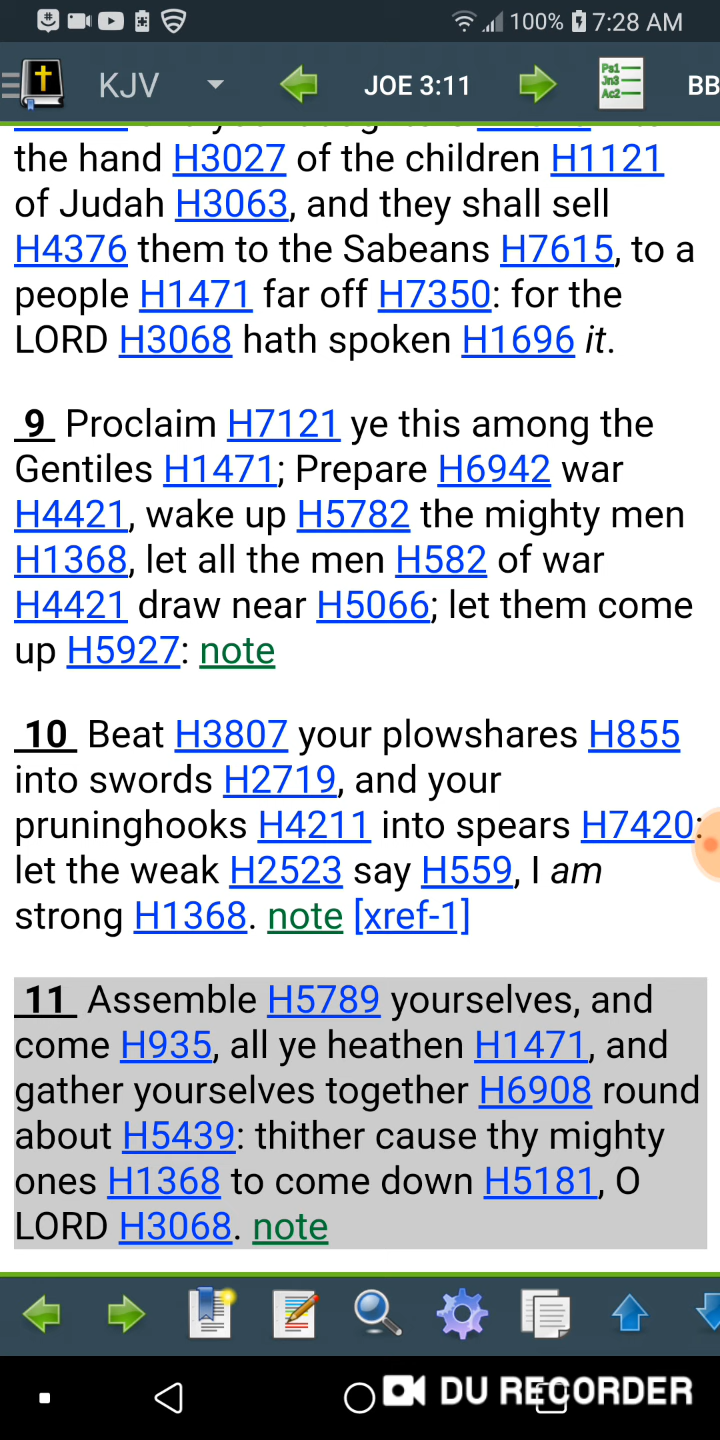 100% 7:28 AM
KJV JOE 3:11 Ps1 Jn3 Ac2 BB
the hand H3027 of the children H1121
of Judah H3063, and they shall sell
H4376 them to the Sabeans H7615, to a
people H1471 far off H7350: for the
LORD H3068 hath spoken H1696 it.
9 Proclaim H7121 ye this among the
Gentiles H1471; Prepare H6942 war
H4421, wake up H5782 the mighty men
H1368, let all the men H582 of war
H4421 draw near H5066; let them come
up H5927: note
10 Beat H3807 your plowshares H855
into swords H2719, and your
pruninghooks H4211 into spears H7420:
let the weak H2523 say H559, I am
strong H1368. note [xref-1]
11 Assemble H5789 yourselves, and
come H935, all ye heathen H1471, and
gather yourselves together H6908 round
about H5439: thither cause thy mighty
ones H1368 to come down H5181, O
LORD H3068. note
DU RECORDER